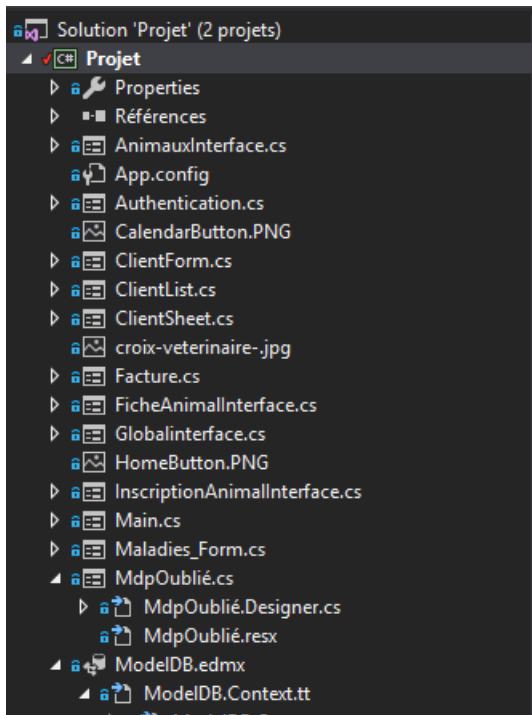 Solution 'Projet' (2 projets)
C# Projet
Properties
Références
AnimauxInterface.cs
App.config
Authentication.cs
CalendarButton.PNG
ClientForm.cs
ClientList.cs
ClientSheet.cs
croix-veterinaire-.jpg
Facture.cs
FicheAnimalInterface.cs
Globalinterface.cs
HomeButton.PNG
InscriptionAnimalInterface.cs
Main.cs
Maladies_Form.cs
MdpOublié.cs
MdpOublié.Designer.cs
MdpOublié.resx
ModelDB.edmx
ModelDB.Context.tt